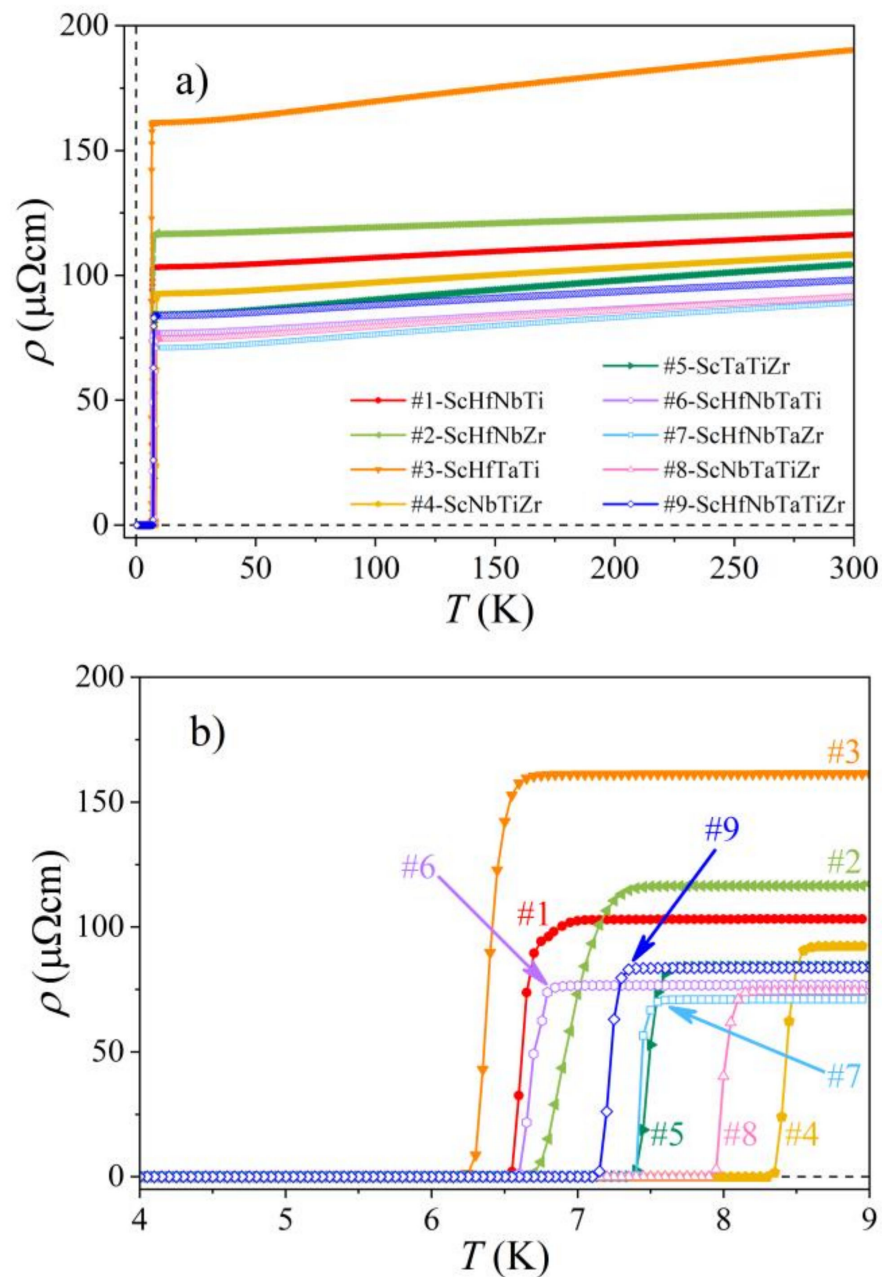 200
a)
150
ρ (μΩcm)
100
#5-ScTaTiZr
#1-ScHfNbTi #6-ScHfNbTaTi
50
#2-ScHfNbZr #7-ScHfNbTaZr
#3-ScHfTaTi #8-ScNbTaTiZr
#4-ScNbTiZr #9-ScHfNbTaTiZr
0
0 50 100 150 200 250 300
T (K)
200
b)
#3
150
ρ (μΩcm)
#9
#6 #1 #2
100
50
#7
#5 #8 #4
0
4 5 6 7 8 9
T (K)